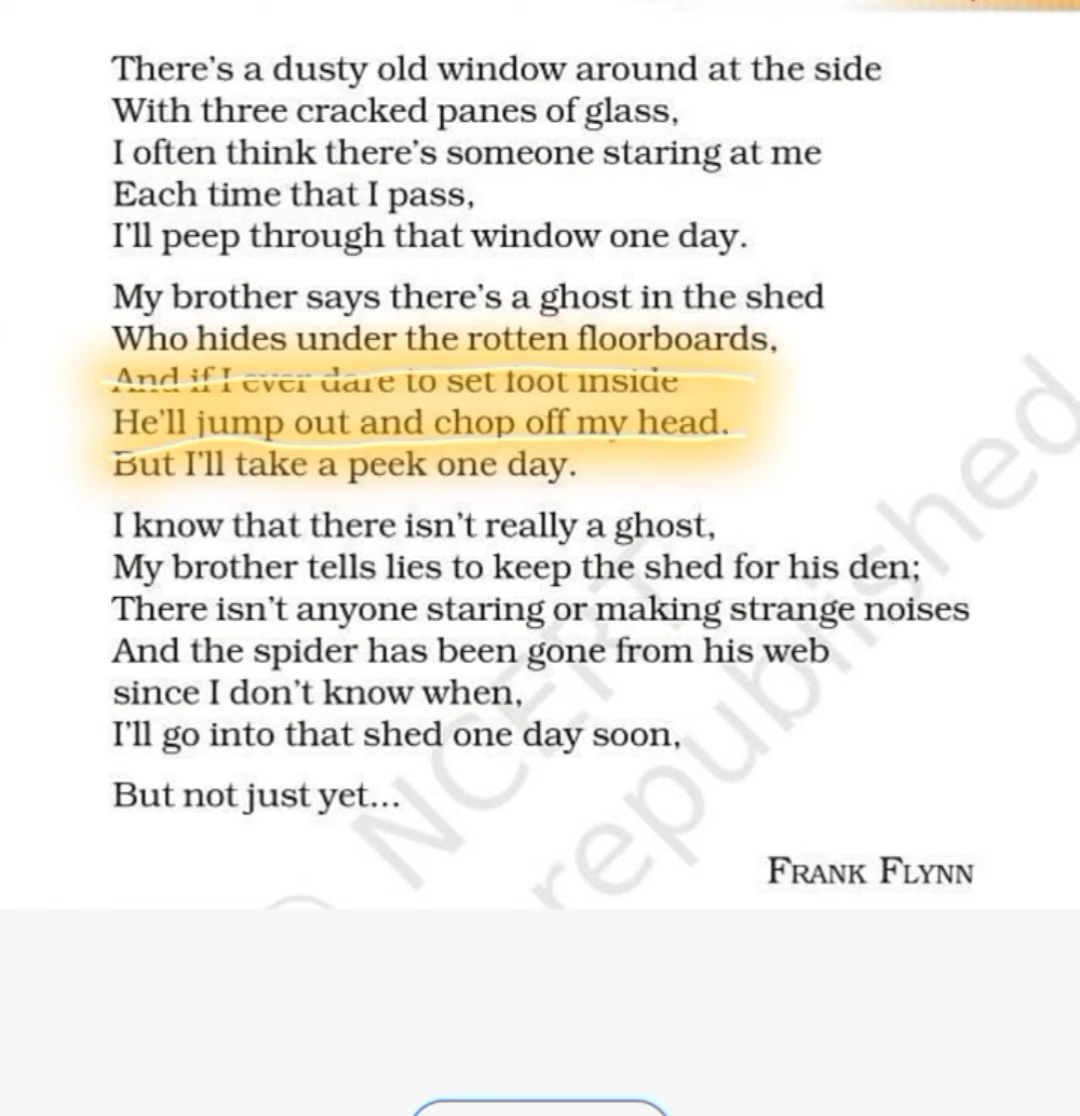 There's a dusty old window around at the side
With three cracked panes of glass,
I often think there's someone staring at me
Each time that I pass,
I'll peep through that window one day.
My brother says there's a ghost in the shed
Who hides under the rotten floorboards,
And if I ever dare to set foot inside
He'll jump out and chop off my head.
But I'll take a peek one day.
I know that there isn't really a ghost,
My brother tells lies to keep the shed for his den;
There isn't anyone staring or making strange noises
And the spider has been gone from his web
since I don't know when,
I'll go into that shed one day soon,
But not just yet...
FRANK FLYNN
© NCERT
republished